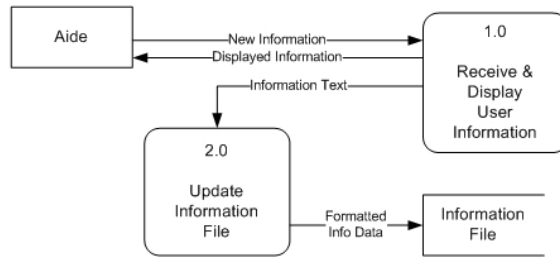 Aide
New Information
Displayed Information
Information Text
1.0
Receive &
Display
User
Information
2.0
Update
Information
File
Formatted
Info Data
Information
File